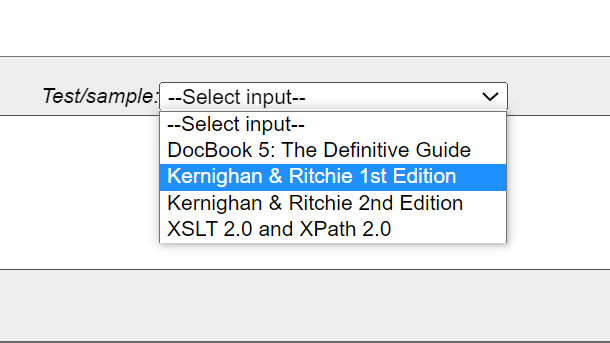 Test/sample: --Select input--
--Select input--
DocBook 5: The Definitive Guide
Kernighan & Ritchie 1st Edition
Kernighan & Ritchie 2nd Edition
XSLT 2.0 and XPath 2.0